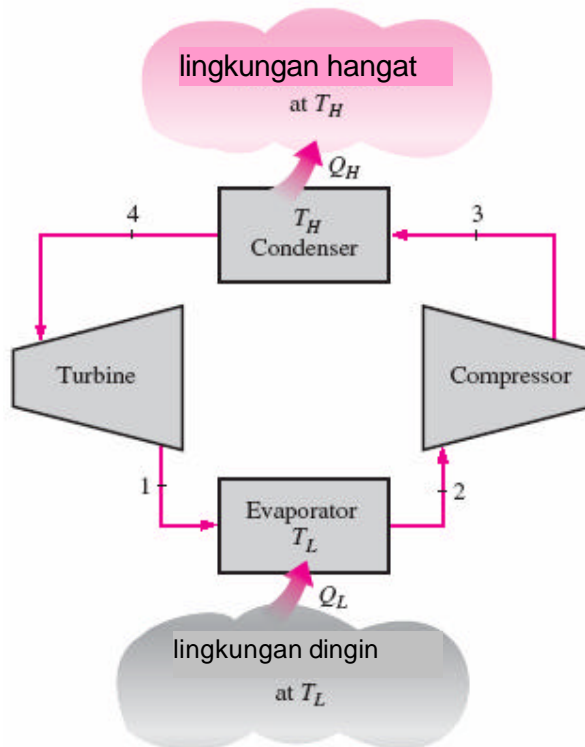 lingkungan hangat
at T_H
Q_H
4
3
T_H
Condenser
Turbine
Compressor
1
2
Evaporator
T_L
Q_L
lingkungan dingin
at T_L